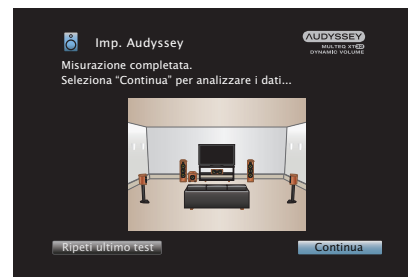 Imp. Audyssey
AUDYSSEY
MULTEQ XT32
DYNAMIC VOLUME
Misurazione completata.
Seleziona “Continua” per analizzare i dati...
Ripeti ultimo test
Continua